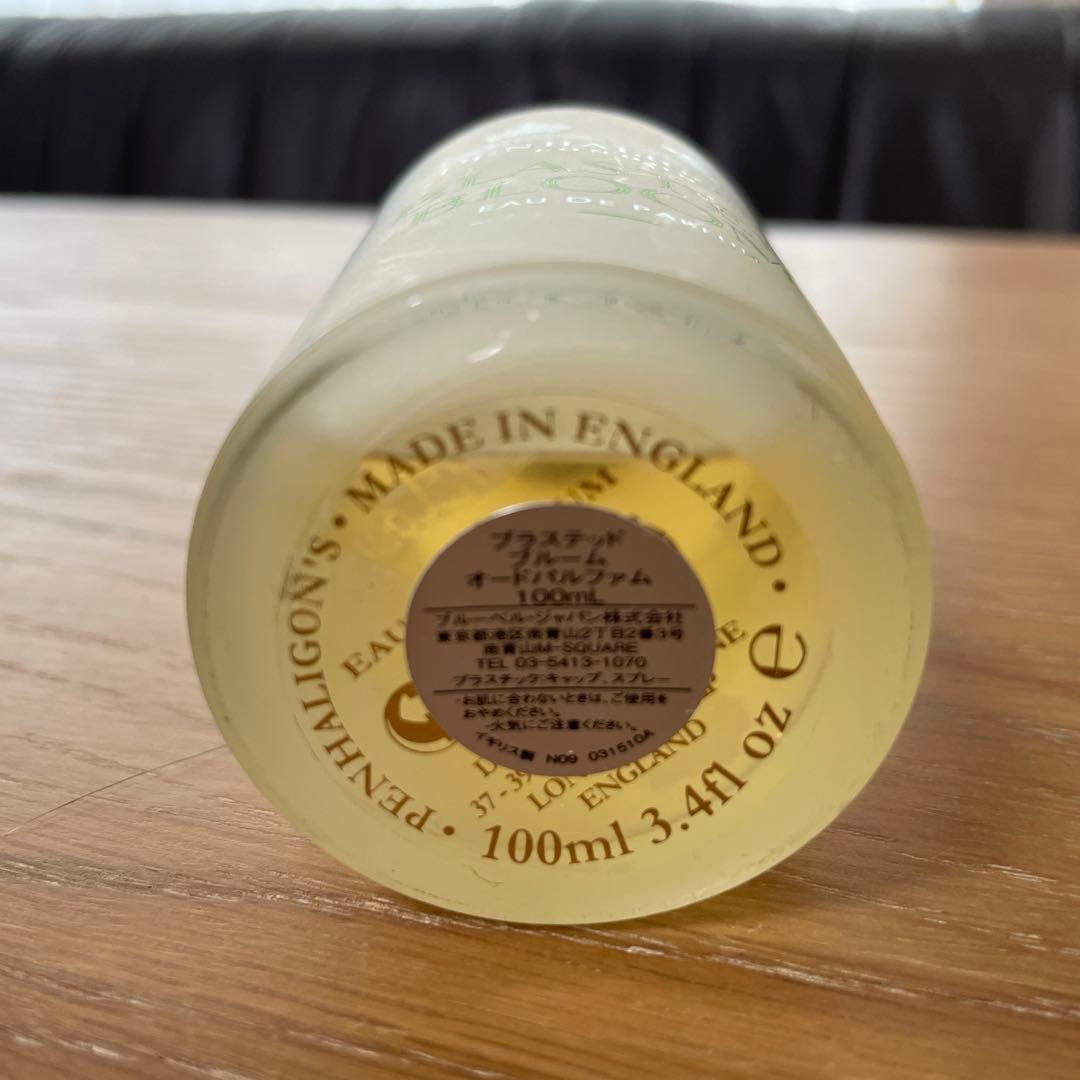 EAU DE
PENHALIGON'S • MADE IN ENGLAND •
100ml 3.4fl oz e
EAU
37-
ENGLAND
ブラステッド
ブルーム
オードパルファム
100mL
ブルーベル・ジャパン株式会社
東京都港区南青山2丁目2番3号
南青山M-SQUARE
TEL 03-5413-1070
プラスチック:キャップ、スプレー
・お肌に合わないときは、ご使用を
おやめください。
・火気にご注意ください。
イギリス製 N09 031510A